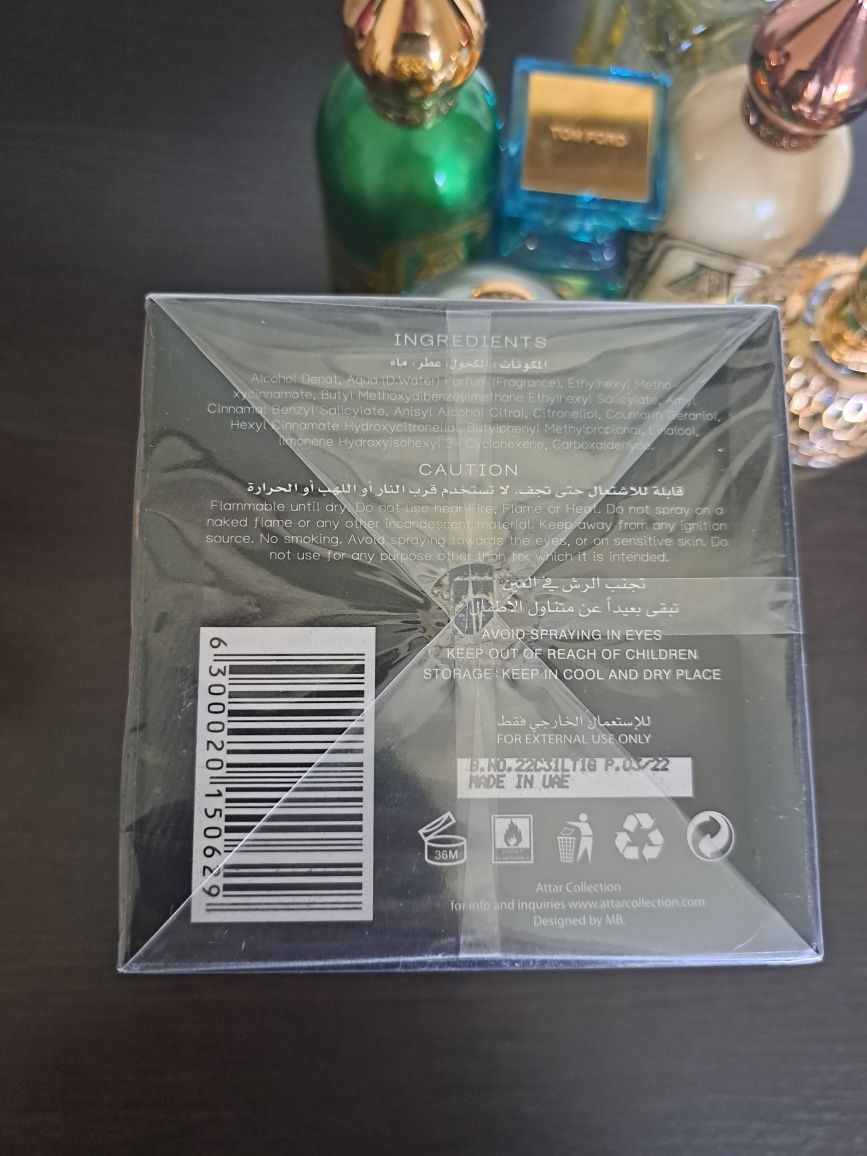 TOM FORD
INGREDIENTS
المكونات : الكحول، عطر، ماء
Alcohol Denat, Aqua (D.Water) Parfum (Fragrance), Ethylhexyl Metho-
xycinnamate, Butyl Methoxydibenzoylmethane Ethylhexyl Salicylate, Amyl
Cinnamal Benzyl Salicylate, Anisyl Alcohol Citral, Citronellol, Coumarin Geraniol,
Hexyl Cinnamate Hydroxycitronellal, Butylphenyl Methylpropional, Linalool,
limonene Hydroxyisohexyl 3- Cyclohexene, Carboxaldehyde.
CAUTION
قابلة للاشتعال حتى تجف. لا تستخدم قرب النار أو اللهب أو الحرارة
Flammable until dry. Do not use near Fire, Flame or Heat. Do not spray on a
naked flame or any other incandescent material. Keep away from any ignition
source. No smoking. Avoid spraying towards the eyes, or on sensitive skin. Do
not use for any purpose other than for which it is intended.
تجنب الرش في العين
تبقى بعيداً عن متناول الأطفال
AVOID SPRAYING IN EYES
KEEP OUT OF REACH OF CHILDREN
STORAGE: KEEP IN COOL AND DRY PLACE
للإستعمال الخارجي فقط
FOR EXTERNAL USE ONLY
B.NO.22C31LT16 P.03/22
MADE IN UAE
6 300020 150629
36M
HIGHLY FLAMMABLE
Attar Collection
for info and inquiries www.attarcollection.com
Designed by MB.